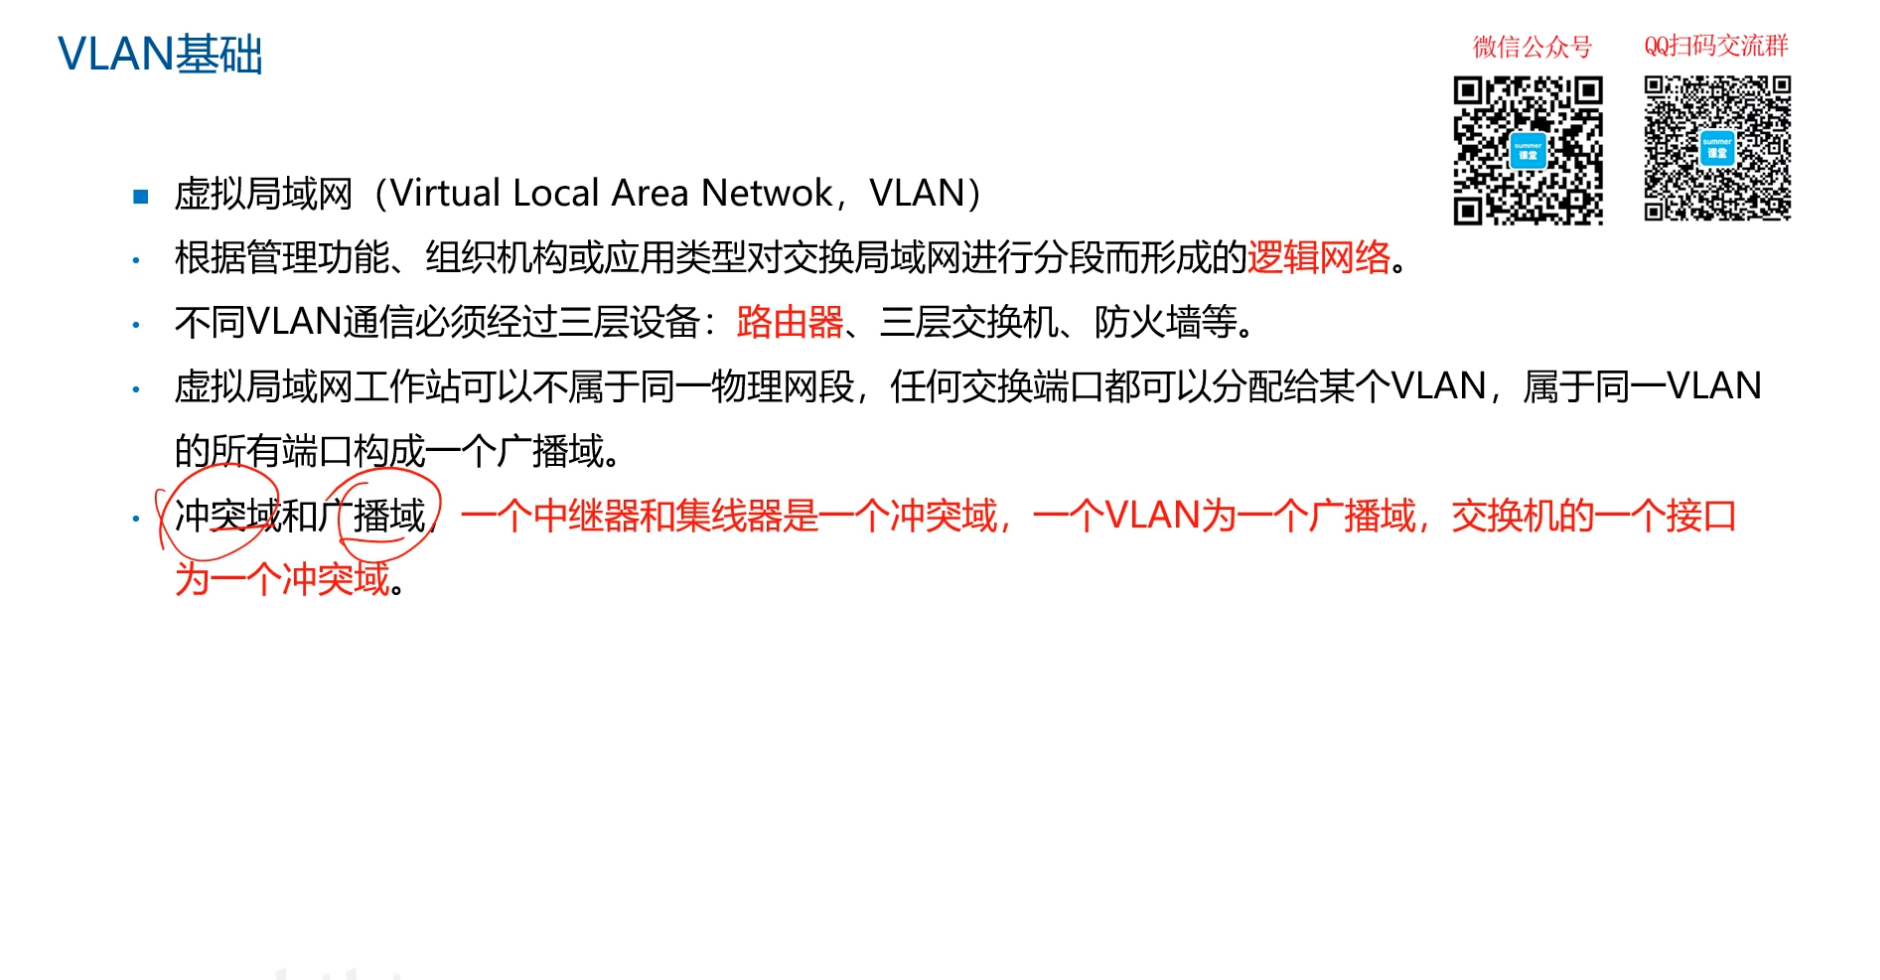 VLAN基础
微信公众号
QQ扫码交流群
summer
课堂
summer
课堂
虚拟局域网（Virtual Local Area Netwok，VLAN）
根据管理功能、组织机构或应用类型对交换局域网进行分段而形成的逻辑网络。
不同VLAN通信必须经过三层设备：路由器、三层交换机、防火墙等。
虚拟局域网工作站可以不属于同一物理网段，任何交换端口都可以分配给某个VLAN，属于同一VLAN
的所有端口构成一个广播域。
冲突域和广播域，一个中继器和集线器是一个冲突域，一个VLAN为一个广播域，交换机的一个接口
为一个冲突域。